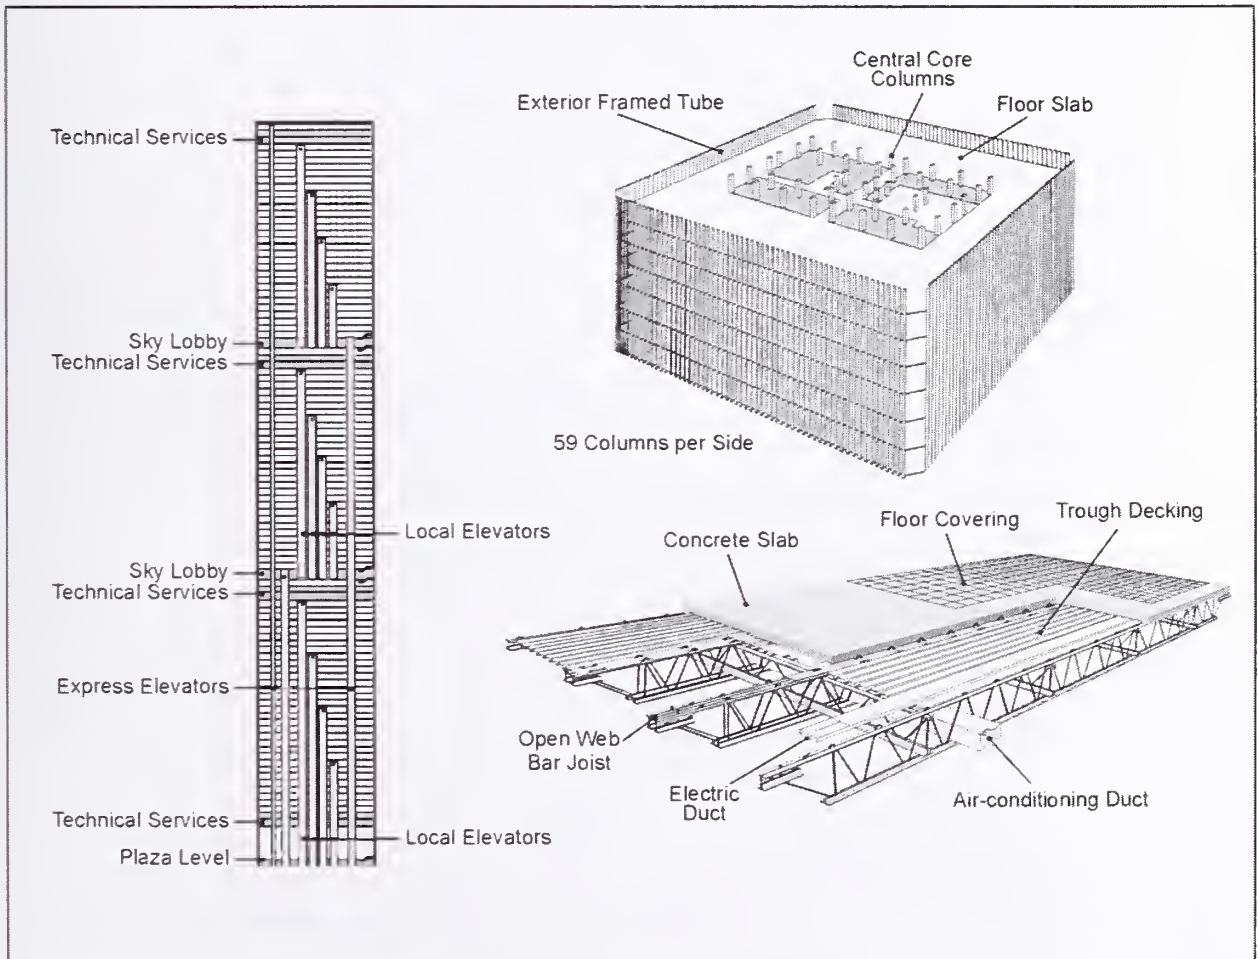 Technical Services
Sky Lobby
Technical Services
Local Elevators
Sky Lobby
Technical Services
Express Elevators
Technical Services
Local Elevators
Plaza Level
Central Core
Columns
Exterior Framed Tube
Floor Slab
59 Columns per Side
Floor Covering
Trough Decking
Concrete Slab
Open Web
Bar Joist
Electric
Duct
Air-conditioning Duct